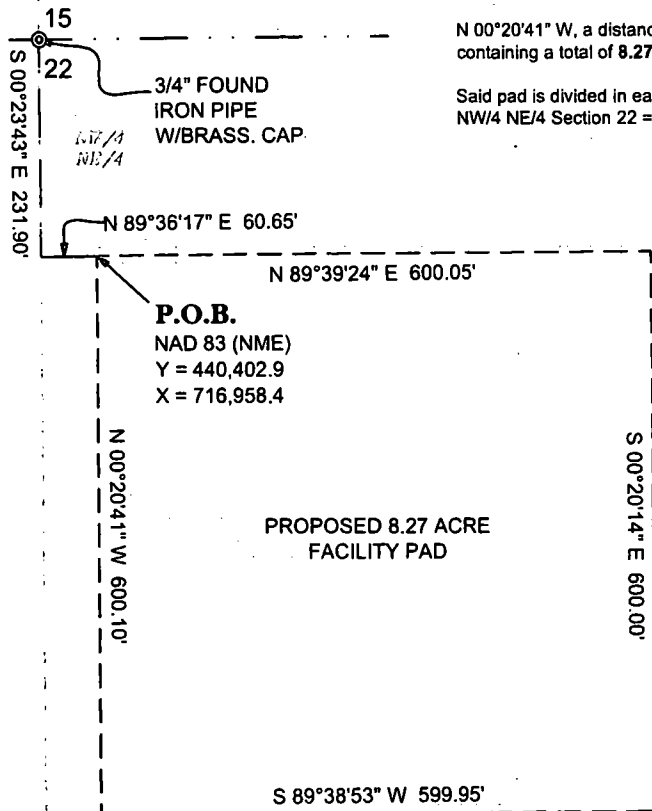 15
22
N 00°20'41" W, a distanc
containing a total of 8.27
Said pad is divided in ea
NW/4 NE/4 Section 22 =
S 00°23'43" E 231.90'
3/4" FOUND
IRON PIPE
W/BRASS. CAP
NE/4
N 89°36'17" E 60.65'
N 89°39'24" E 600.05'
P.O.B.
NAD 83 (NME)
Y = 440,402.9
X = 716,958.4
N 00°20'41" W 600.10'
S 00°20'14" E 600.00'
PROPOSED 8.27 ACRE
FACILITY PAD
S 89°38'53" W 599.95'